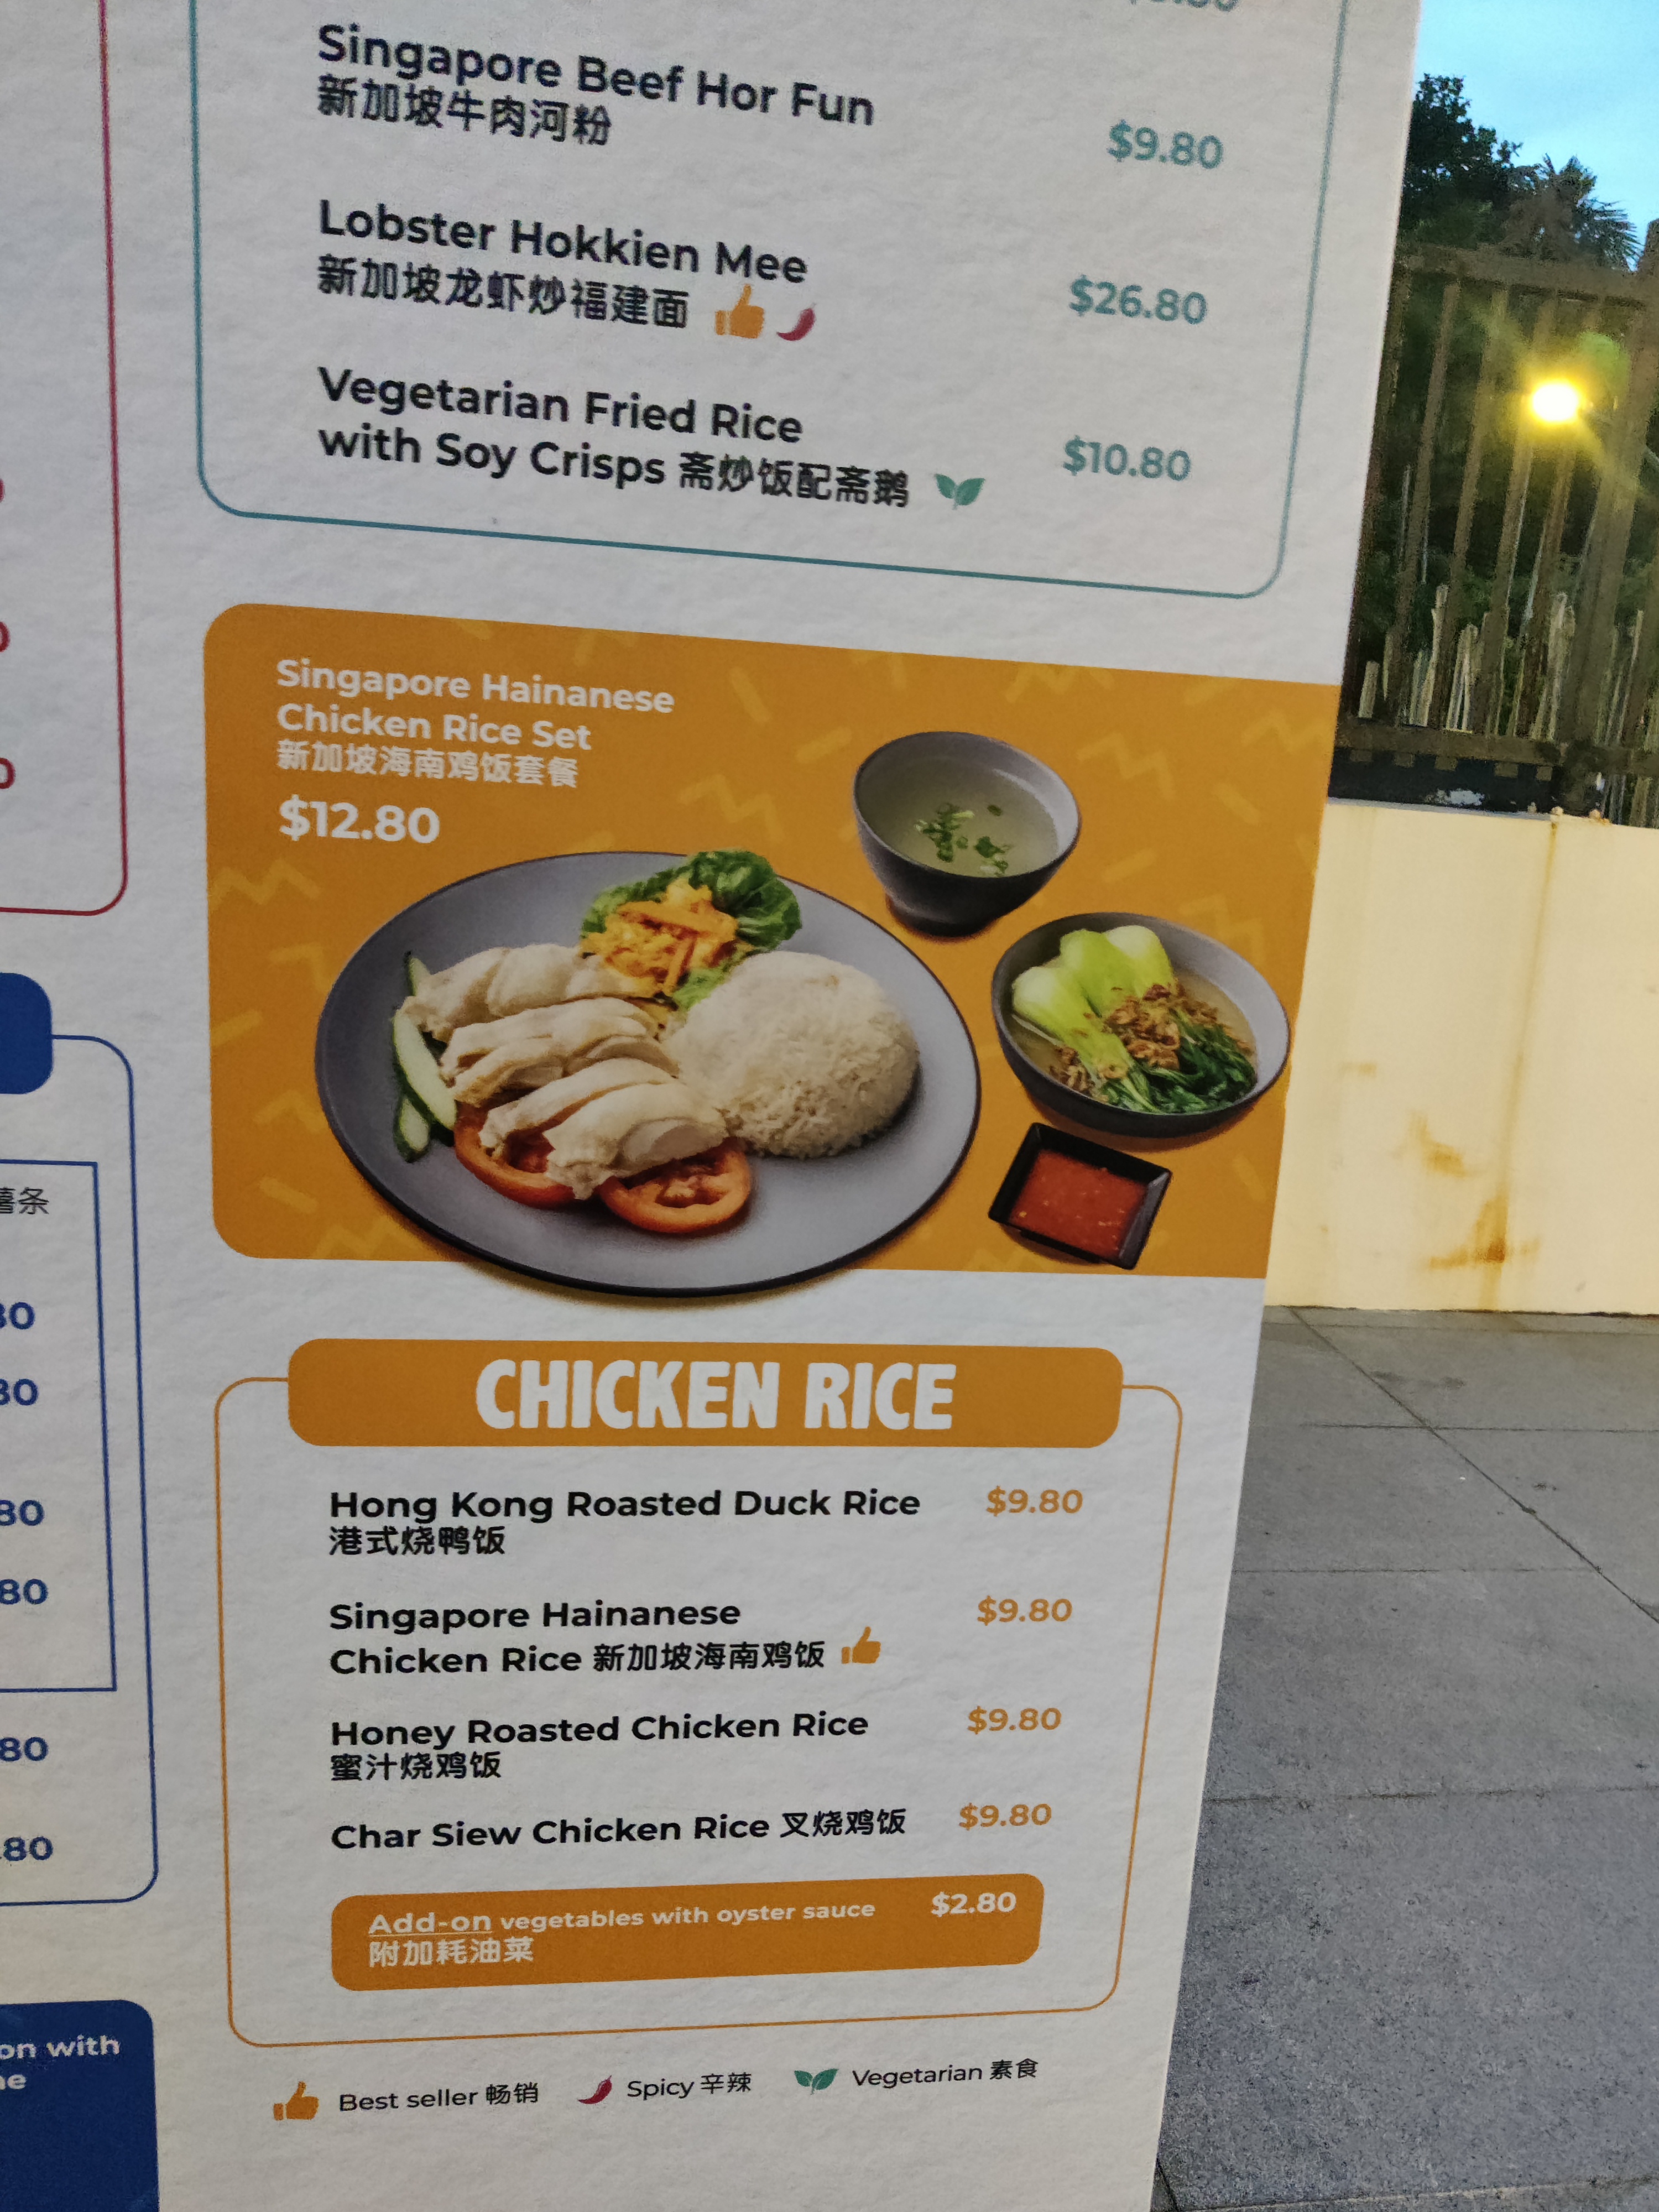 Singapore Beef Hor Fun
新加坡牛肉河粉
$9.80
Lobster Hokkien Mee
新加坡龙虾炒福建面
$26.80
Vegetarian Fried Rice
with Soy Crisps 斋炒饭配斋鹅
$10.80
Singapore Hainanese
Chicken Rice Set
新加坡海南鸡饭套餐
$12.80
CHICKEN RICE
Hong Kong Roasted Duck Rice $9.80
港式烧鸭饭
Singapore Hainanese $9.80
Chicken Rice 新加坡海南鸡饭
Honey Roasted Chicken Rice $9.80
蜜汁烧鸡饭
Char Siew Chicken Rice 叉烧鸡饭 $9.80
Add-on vegetables with oyster sauce $2.80
附加耗油菜
Best seller 畅销 Spicy 辛辣 Vegetarian 素食
薯条
80
80
80
.80
on with